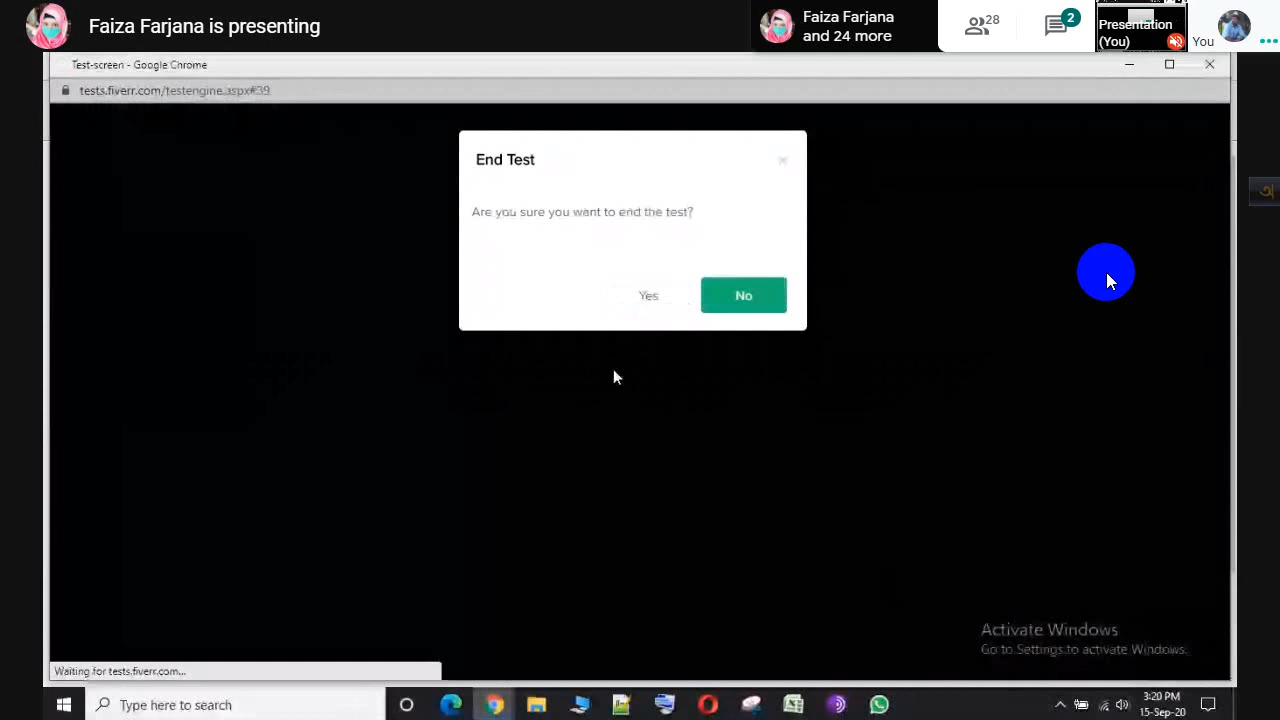 Faiza Farjana is presenting
Faiza Farjana
and 24 more
28
2
Presentation
(You)
You
Test-screen - Google Chrome
tests.fiverr.com/testengine.aspx#39
End Test
Are you sure you want to end the test?
Yes
No
অ
Activate Windows
Go to Settings to activate Windows.
Waiting for tests.fiverr.com...
Type here to search
3:20 PM
15-Sep-20